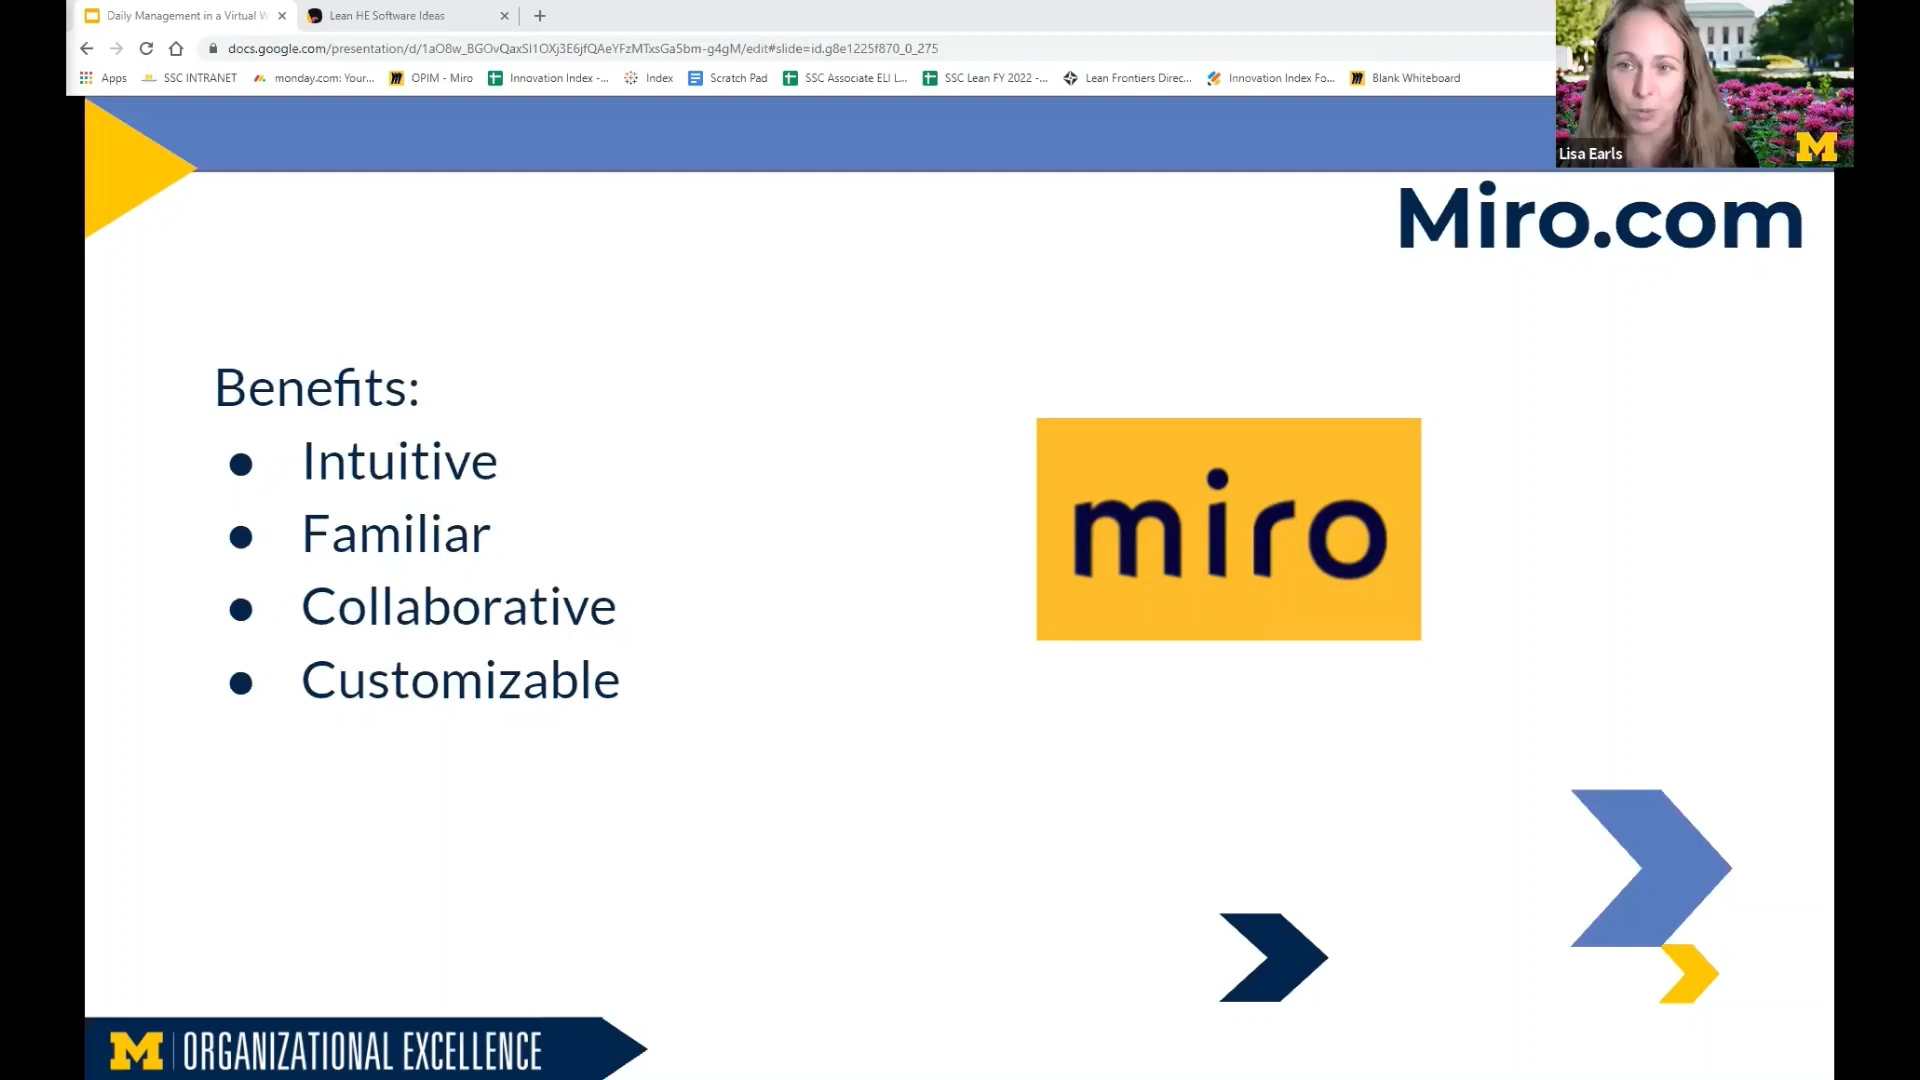 Daily Management in a Virtual W
Lean HE Software Ideas
docs.google.com/presentation/d/1aO8w_BGOvQaxSI1OXj3E6jfQAeYFzMTxsGa5bm-g4gM/edit#slide=id.g8e1225f870_0_275
Apps SSC INTRANET monday.com: Your... OPIM - Miro Innovation Index -... Index Scratch Pad SSC Associate ELI L... SSC Lean FY 2022 -... Lean Frontiers Direc... Innovation Index Fo... Blank Whiteboard
Lisa Earls
M
Miro.com
Benefits:
● Intuitive
● Familiar
● Collaborative
● Customizable
miro
M ORGANIZATIONAL EXCELLENCE